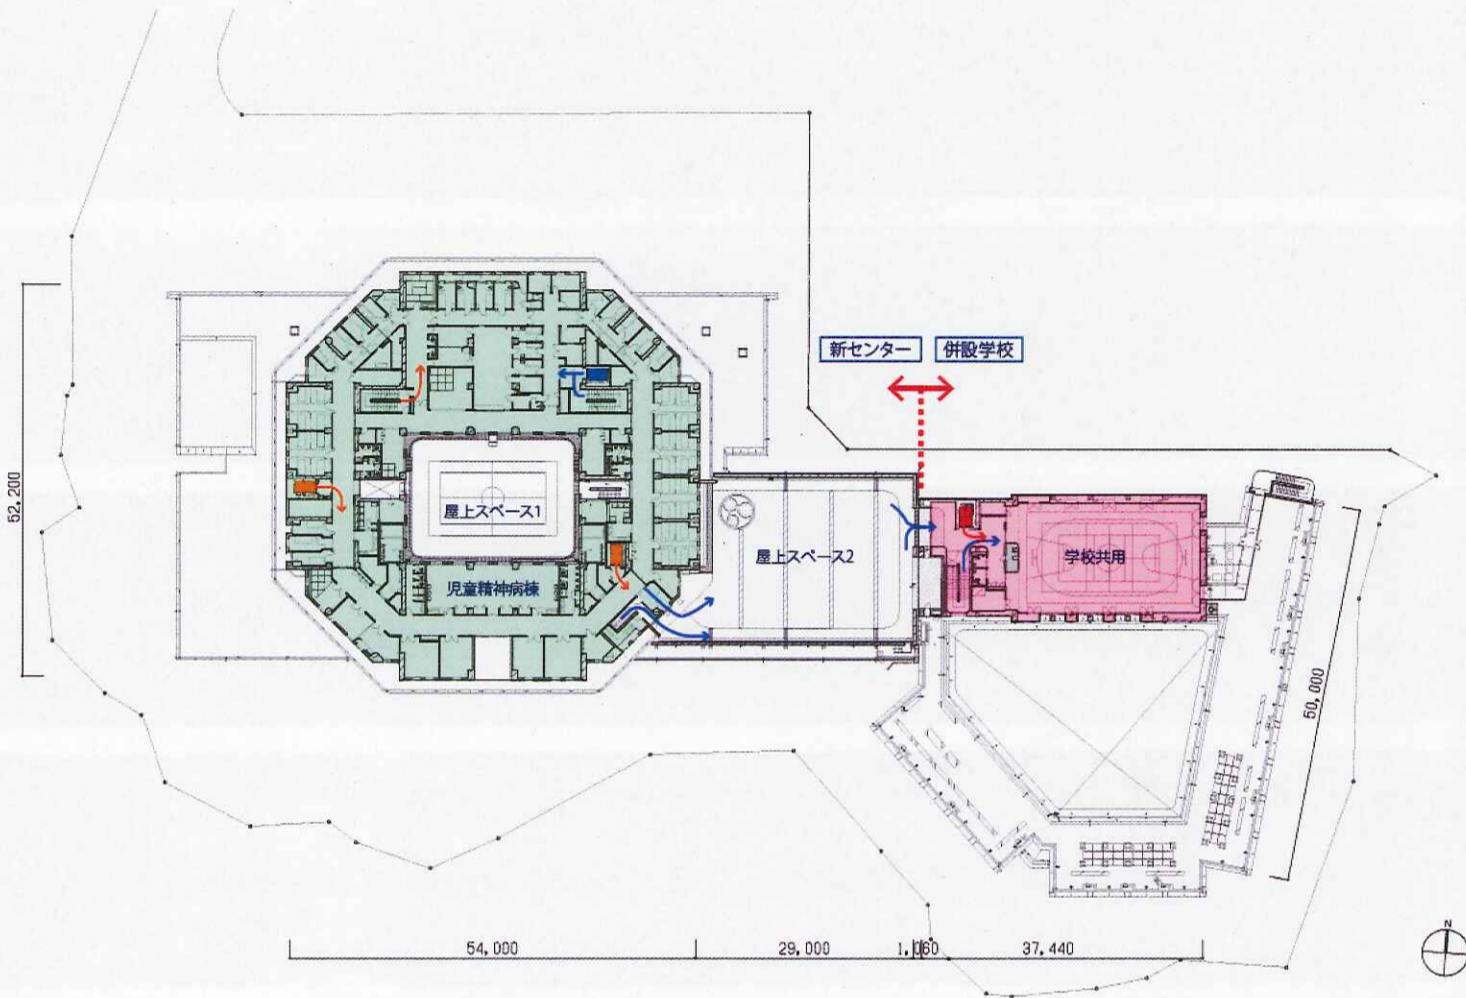 新センター
併設学校
52,200
屋上スペース1
屋上スペース2
学校共用
児童精神病棟
50,000
54,000
29,000
1,060
37,440
N